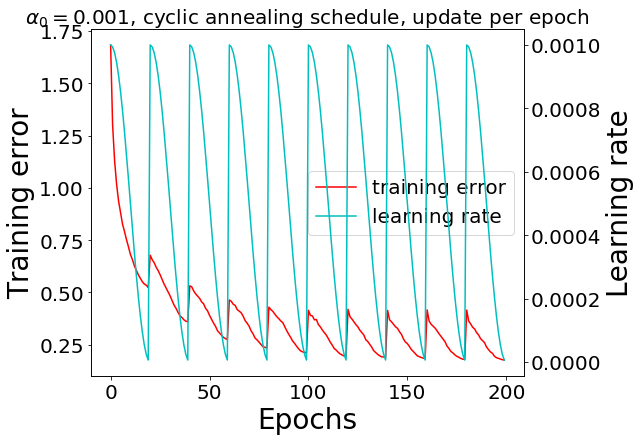 α₀ = 0.001, cyclic annealing schedule, update per epoch
Training error
1.75
1.50
1.25
1.00
0.75
0.50
0.25
training error
learning rate
0.0010
0.0008
0.0006
0.0004
0.0002
0.0000
Learning rate
0 50 100 150 200
Epochs